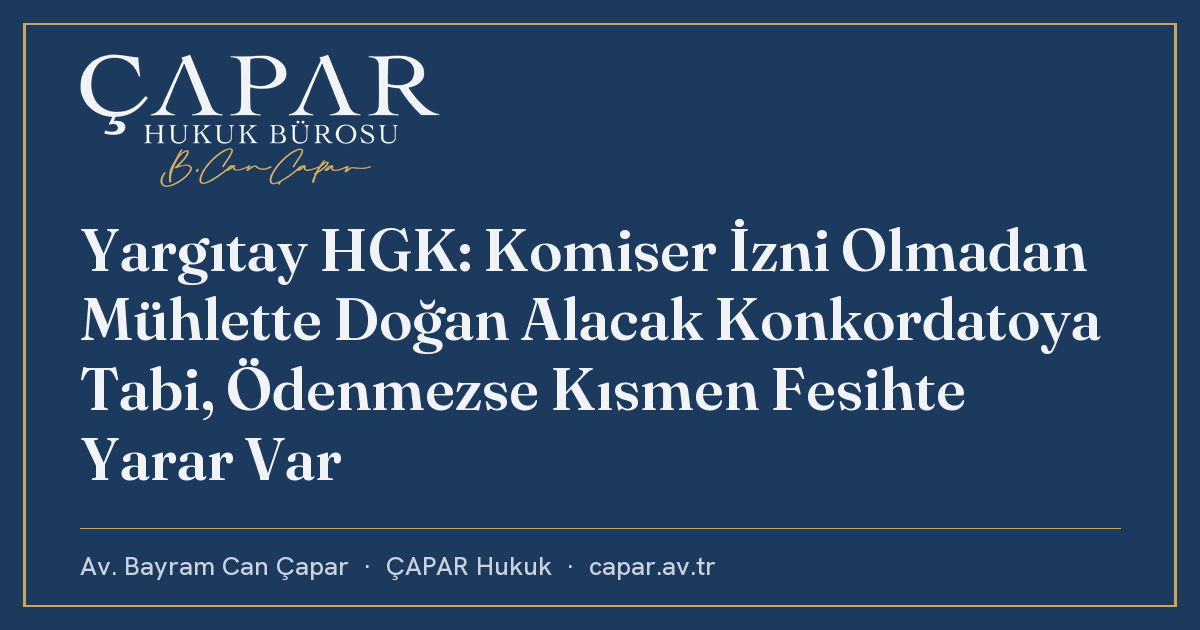 ÇAPAR
HUKUK BÜROSU
B.Can Çapar
Yargıtay HGK: Komiser İzni Olmadan
Mühlette Doğan Alacak Konkordatoya
Tabi, Ödenmezse Kısmen Fesihte
Yarar Var
Av. Bayram Can Çapar · ÇAPAR Hukuk · capar.av.tr